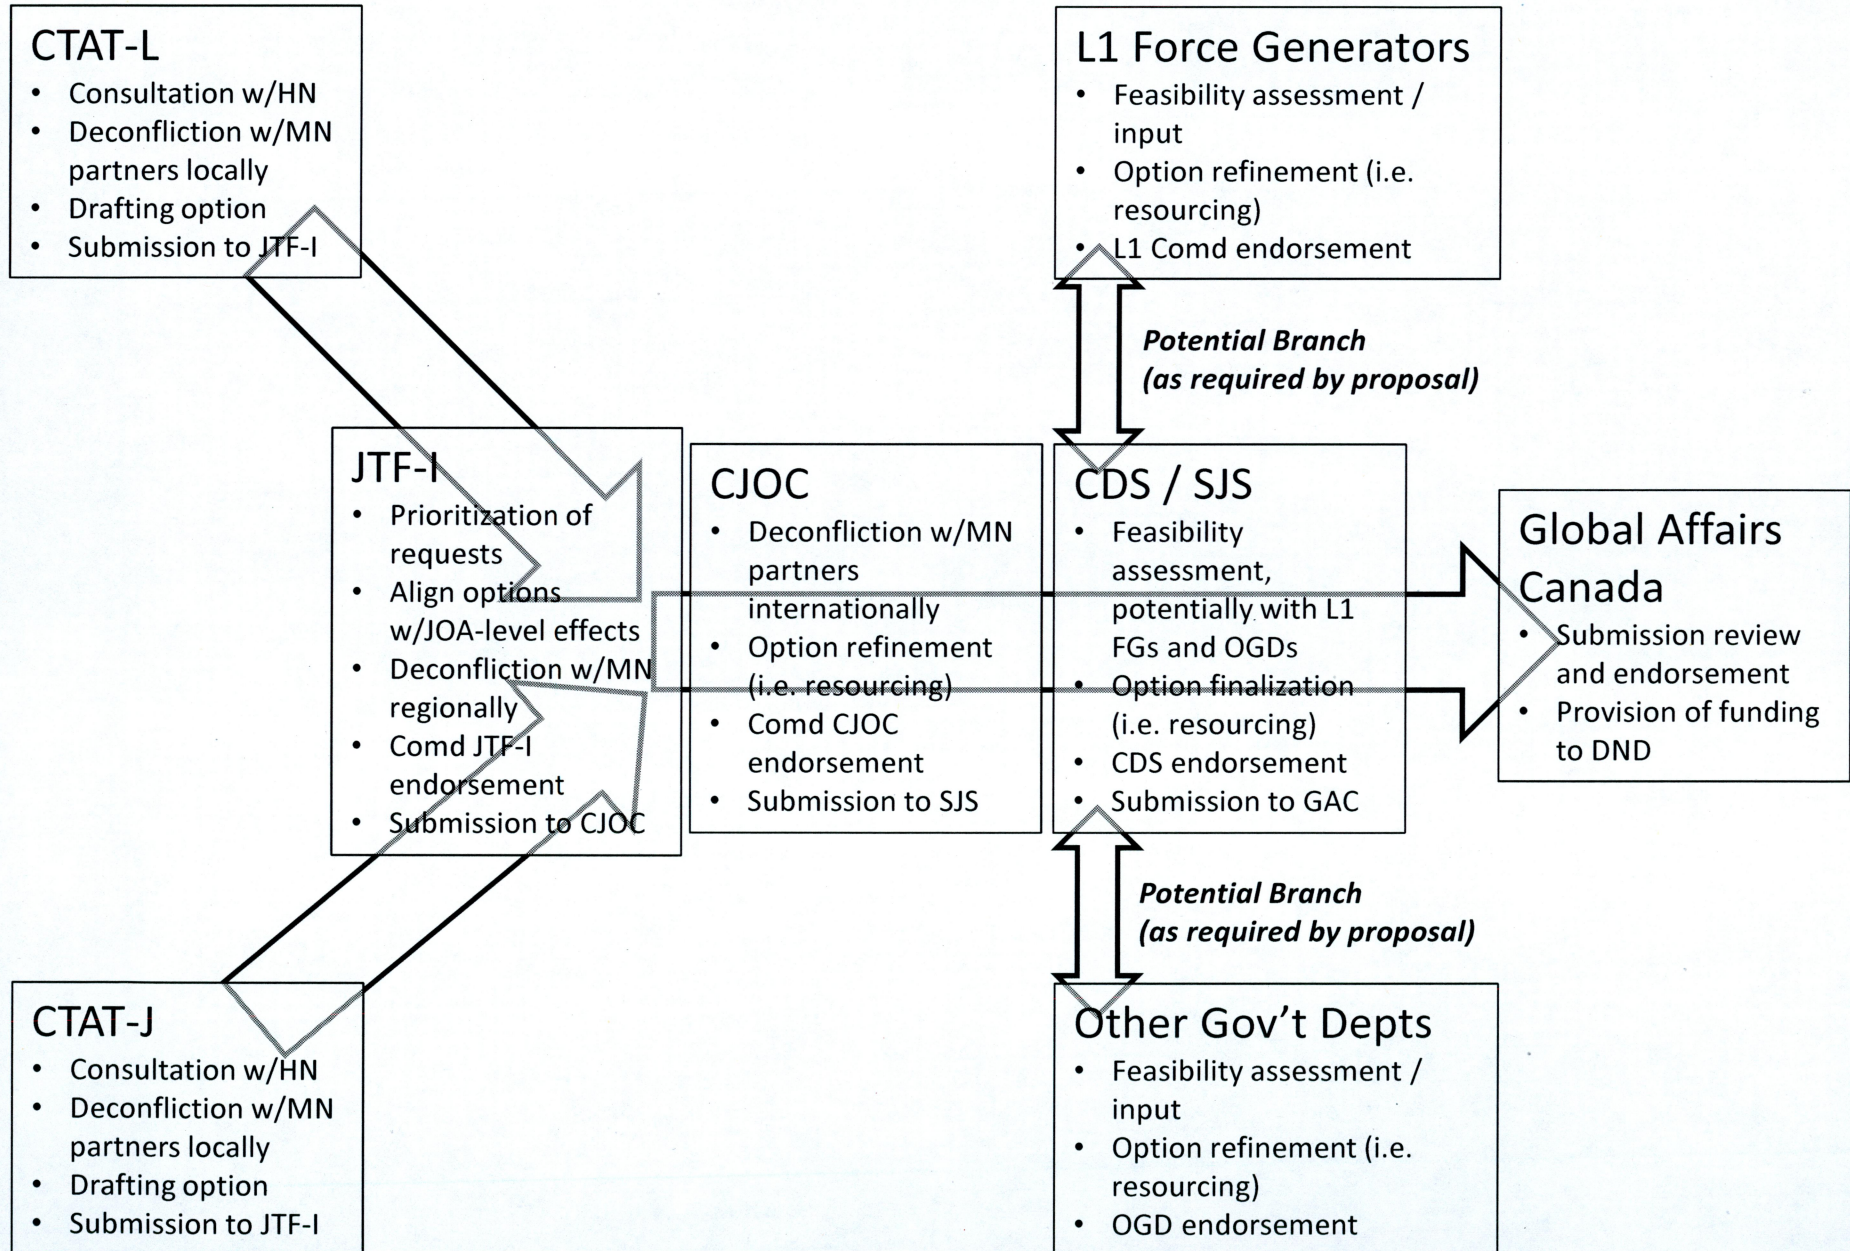 CTAT-L
• Consultation w/HN
• Deconfliction w/MN
partners locally
• Drafting option
• Submission to JTF-I
L1 Force Generators
• Feasibility assessment /
input
• Option refinement (i.e.
resourcing)
• L1 Comd endorsement
Potential Branch
(as required by proposal)
JTF-I
• Prioritization of
requests
• Align options
w/JOA-level effects
• Deconfliction w/MN
regionally
• Comd JTF-I
endorsement
• Submission to CJOC
CJOC
• Deconfliction w/MN
partners
internationally
• Option refinement
(i.e. resourcing)
• Comd CJOC
endorsement
• Submission to SJS
CDS / SJS
• Feasibility
assessment,
potentially with L1
FGs and OGDs
• Option finalization
(i.e. resourcing)
• CDS endorsement
• Submission to GAC
Global Affairs
Canada
• Submission review
and endorsement
• Provision of funding
to DND
Potential Branch
(as required by proposal)
CTAT-J
• Consultation w/HN
• Deconfliction w/MN
partners locally
• Drafting option
• Submission to JTF-I
Other Gov't Depts
• Feasibility assessment /
input
• Option refinement (i.e.
resourcing)
• OGD endorsement